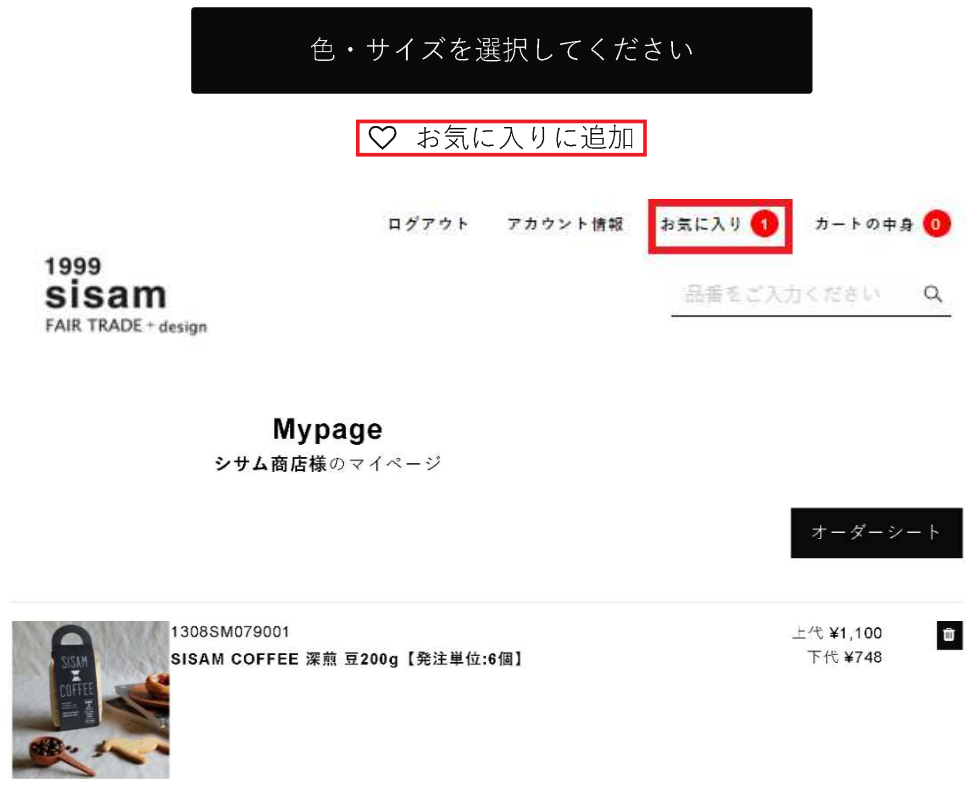 色・サイズを選択してください
お気に入りに追加
ログアウト アカウント情報 お気に入り 1 カートの中身 0
1999
sisam
FAIR TRADE + design
品番をご入力ください
Mypage
シサム商店様のマイページ
オーダーシート
1308SM079001
上代 ¥1,100
SISAM COFFEE 深煎 豆200g【発注単位:6個】
下代 ¥748
SISAM
COFFEE